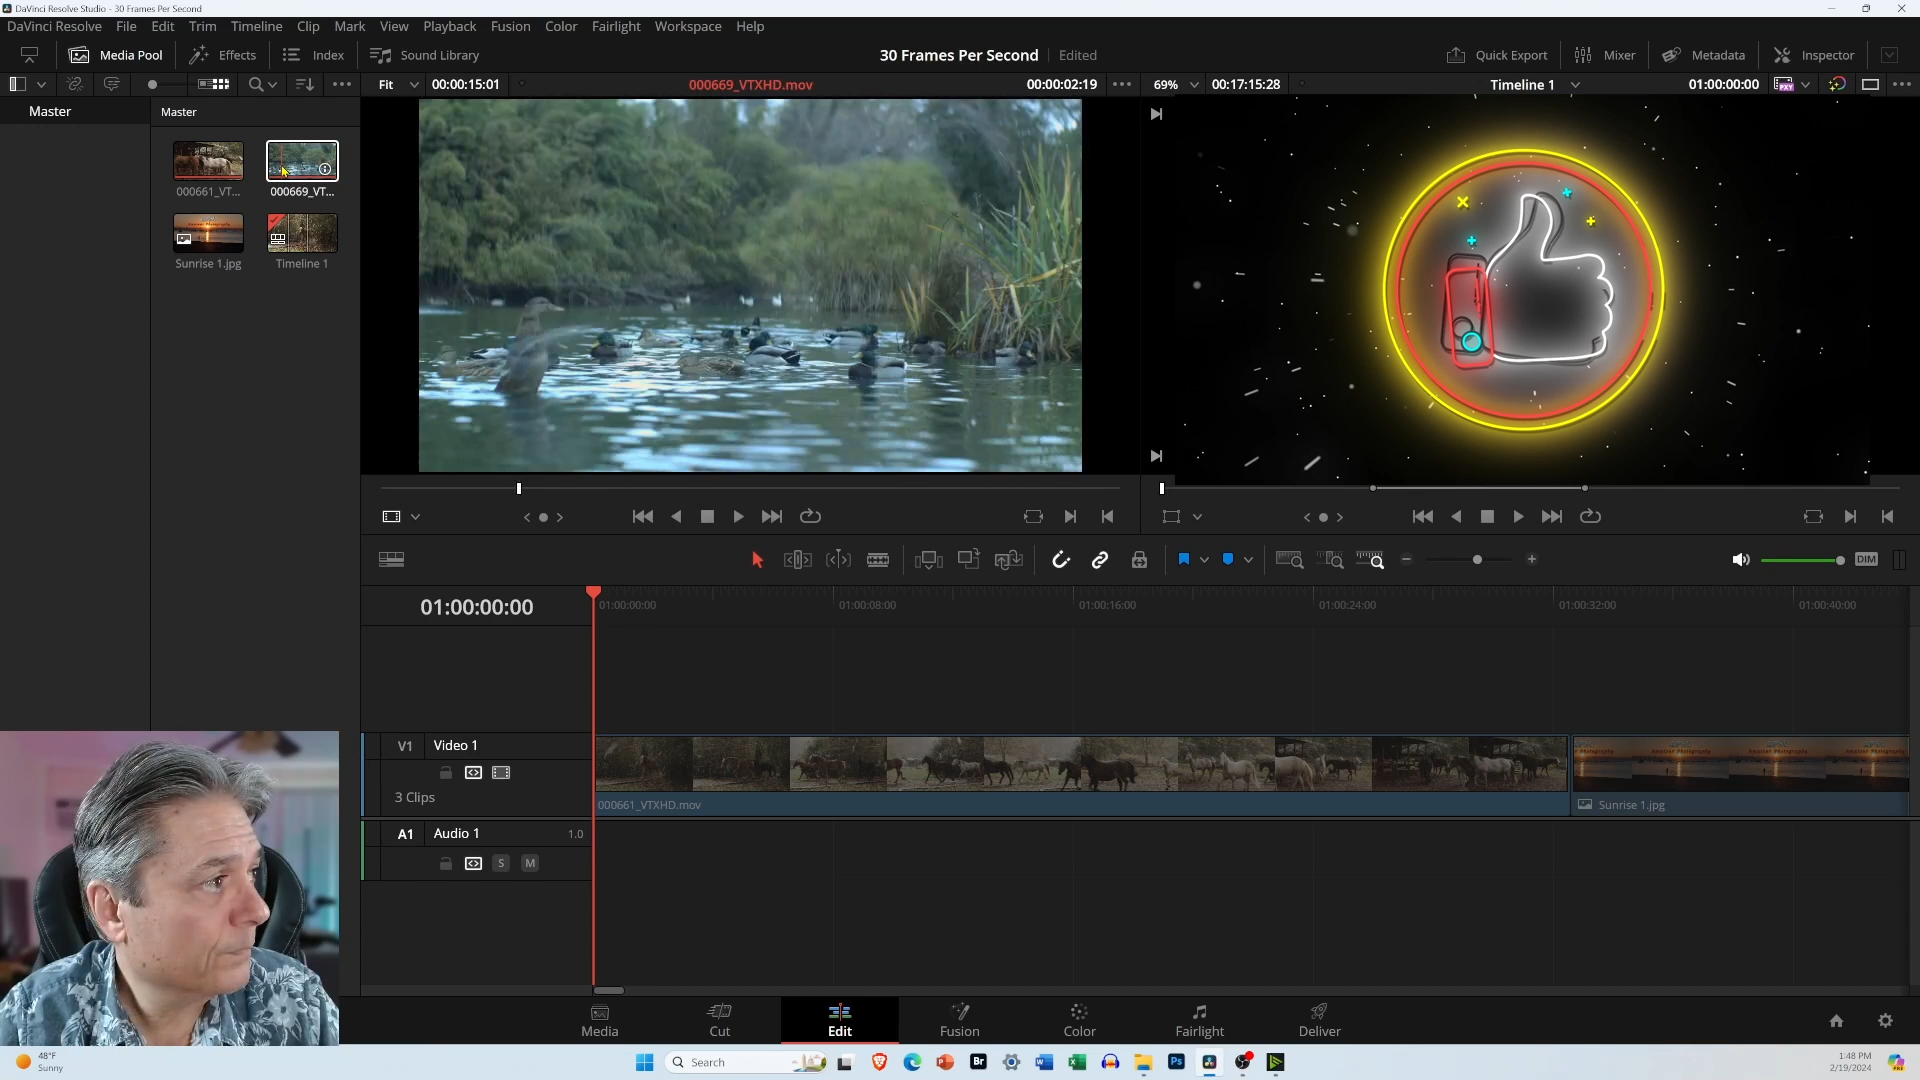 DaVinci Resolve Studio - 30 Frames Per Second
DaVinci Resolve File Edit Trim Timeline Clip Mark View Playback Fusion Color Fairlight Workspace Help
Media Pool Effects Index Sound Library 30 Frames Per Second Edited Quick Export Mixer Metadata Inspector
Fit 00:00:15:01 000669_VTXHD.mov 00:00:02:19 69% 00:17:15:28 Timeline 1 01:00:00:00 PXY
Master Master
000661_VT... 000669_VT...
Sunrise 1.jpg Timeline 1
DIM
01:00:00:00 01:00:00:00 01:00:08:00 01:00:16:00 01:00:24:00 01:00:32:00 01:00:40:00
V1 Video 1
3 Clips
000661_VTXHD.mov Sunrise 1.jpg
A1 Audio 1 1.0
S M
Media Cut Edit Fusion Color Fairlight Deliver
48°F
Sunny
Search
Br
Ps
1:48 PM
2/19/2024